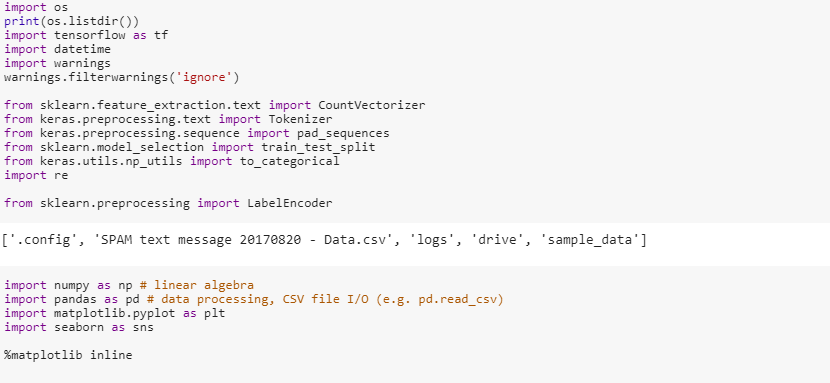 import os
print(os.listdir())
import tensorflow as tf
import datetime
import warnings
warnings.filterwarnings('ignore')
from sklearn.feature_extraction.text import CountVectorizer
from keras.preprocessing.text import Tokenizer
from keras.preprocessing.sequence import pad_sequences
from sklearn.model_selection import train_test_split
from keras.utils.np_utils import to_categorical
import re
from sklearn.preprocessing import LabelEncoder
['.config', 'SPAM text message 20170820 - Data.csv', 'logs', 'drive', 'sample_data']
import numpy as np # linear algebra
import pandas as pd # data processing, CSV file I/O (e.g. pd.read_csv)
import matplotlib.pyplot as plt
import seaborn as sns
%matplotlib inline